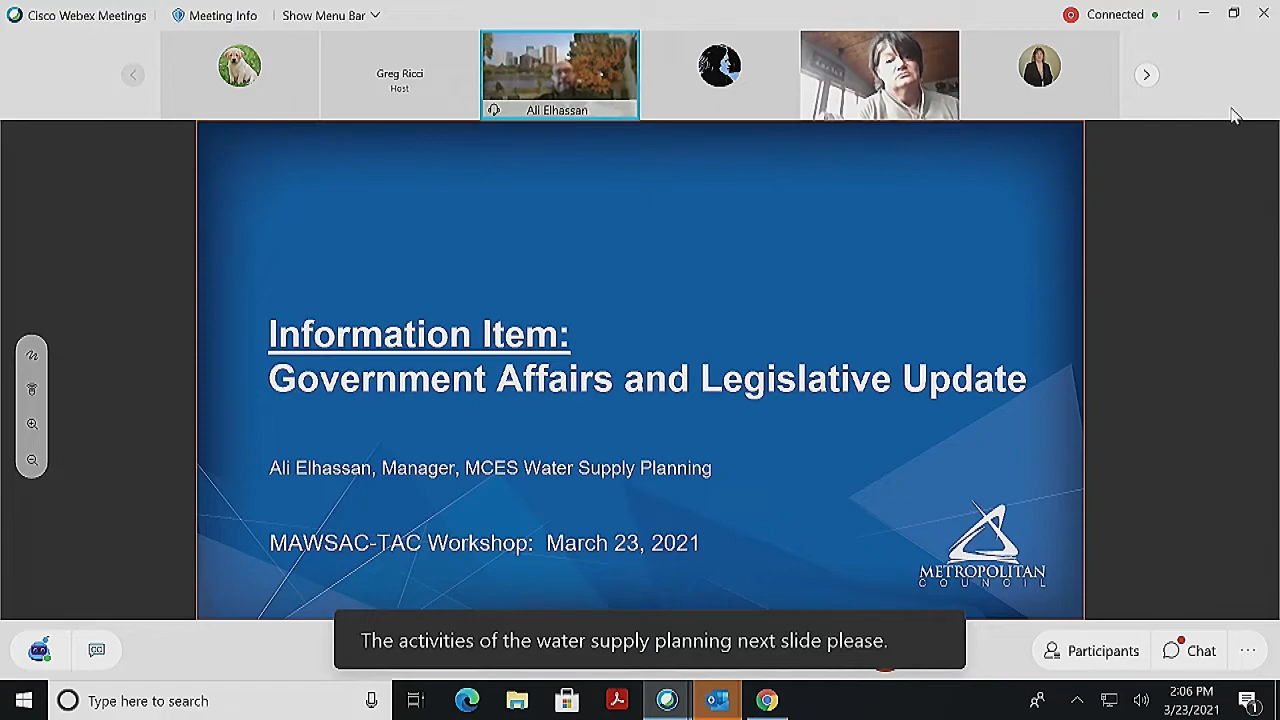 Cisco Webex Meetings
Meeting Info
Show Menu Bar
Connected
Greg Ricci
Host
Ali Elhassan
Information Item:
Government Affairs and Legislative Update
Ali Elhassan, Manager, MCES Water Supply Planning
MAWSAC-TAC Workshop: March 23, 2021
METROPOLITAN
COUNCIL
The activities of the water supply planning next slide please.
Participants
Chat
Type here to search
2:06 PM
3/23/2021
1